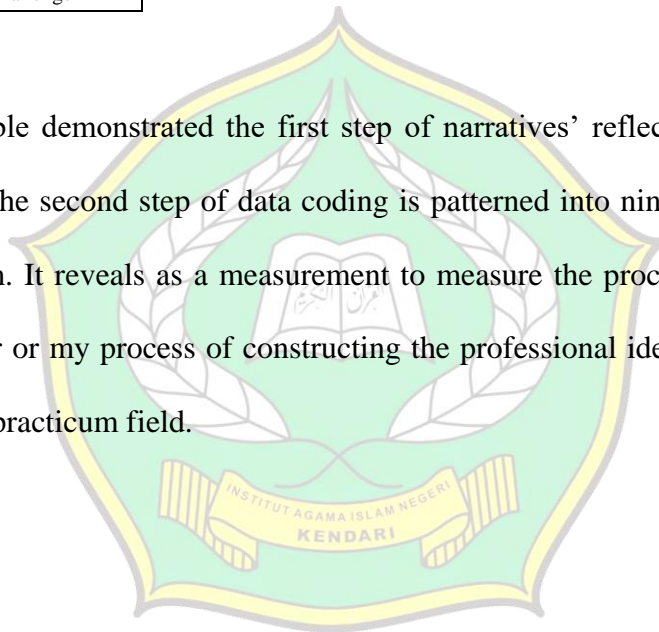 ble demonstrated the first step of narratives’ reflec
he second step of data coding is patterned into nin
n. It reveals as a measurement to measure the proc
r or my process of constructing the professional ide
practicum field.
INSTITUT AGAMA ISLAM NEGERI
KENDARI